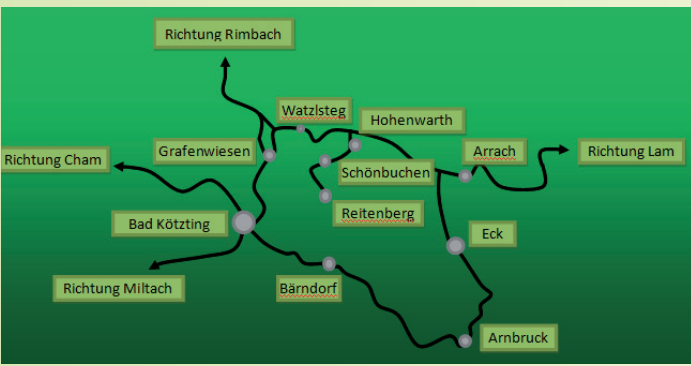 Richtung Rimbach
Watzlsteg
Hohenwarth
Grafenwiesen
Arrach
Richtung Lam
Richtung Cham
Schönbuchen
Reitenberg
Bad Kötzting
Eck
Richtung Miltach
Bärndorf
Arnbruck